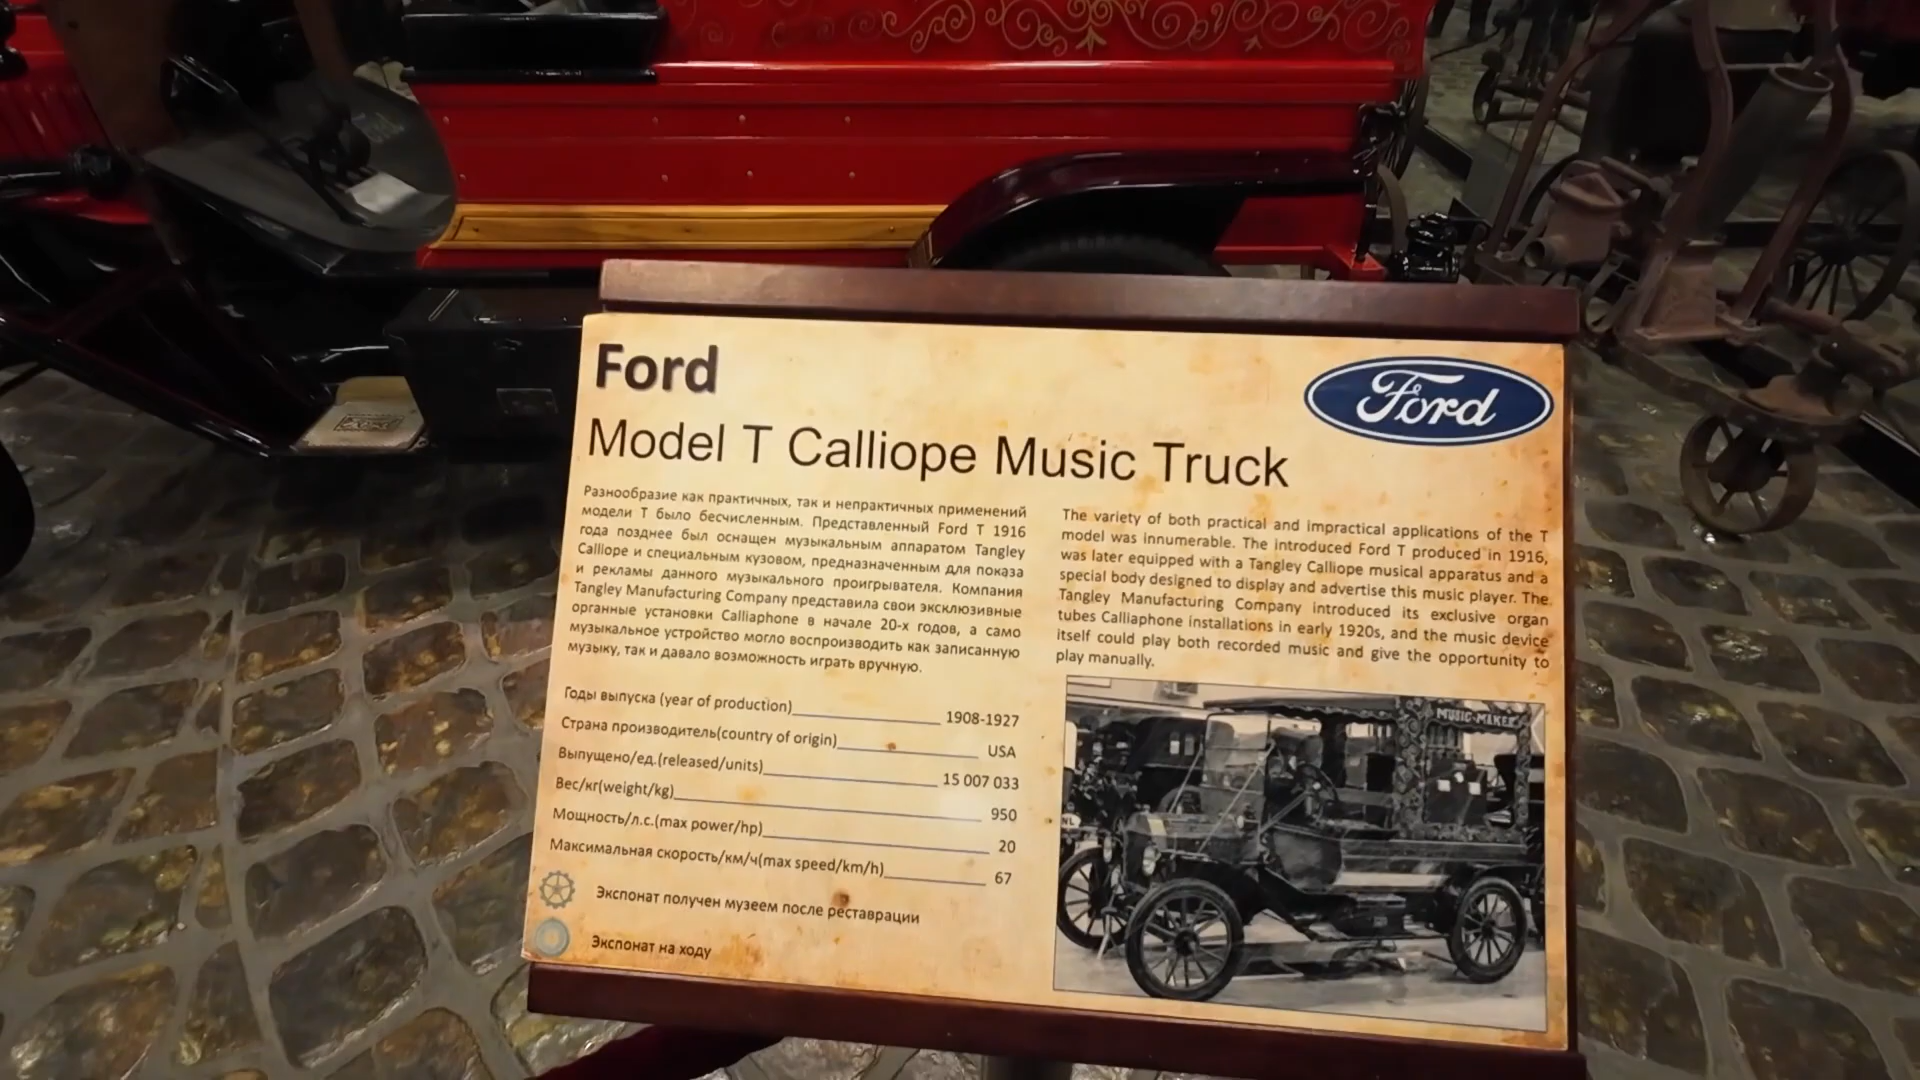 Ford
Ford
Model T Calliope Music Truck
Разнообразие как практичных, так и непрактичных применений
модели Т было бесчисленным. Представленный Ford T 1916
года позднее был оснащен музыкальным аппаратом Tangley
Calliope и специальным кузовом, предназначенным для показа
и рекламы данного музыкального проигрывателя. Компания
Tangley Manufacturing Company представила свои эксклюзивные
органные установки Calliaphone в начале 20-х годов, а само
музыкальное устройство могло воспроизводить как записанную
музыку, так и давало возможность играть вручную.
The variety of both practical and impractical applications of the T
model was innumerable. The introduced Ford T produced in 1916,
was later equipped with a Tangley Calliope musical apparatus and a
special body designed to display and advertise this music player. The
Tangley Manufacturing Company introduced its exclusive organ
tubes Calliaphone installations in early 1920s, and the music device
itself could play both recorded music and give the opportunity to
play manually.
Годы выпуска (year of production) 1908-1927
Страна производитель(country of origin) USA
Выпущено/ед.(released/units) 15 007 033
Вес/кг(weight/kg) 950
Мощность/л.с.(max power/hp) 20
Максимальная скорость/км/ч(max speed/km/h) 67
Экспонат получен музеем после реставрации
Экспонат на ходу
MUSIC-MAKER
NL